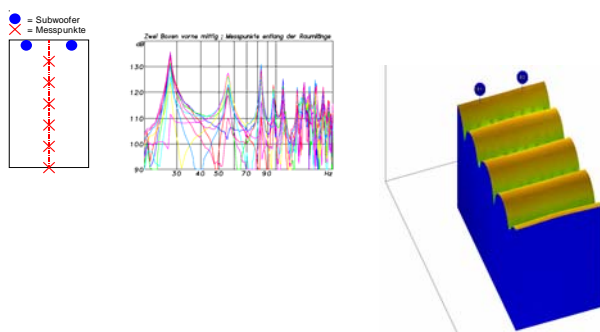 = Subwoofer
= Messpunkte
Zwei Boxen vorne mittig ; Messpunkte entlang der Raumlänge
dB
130
120
110
100
90
30 40 50 70 90 Hz